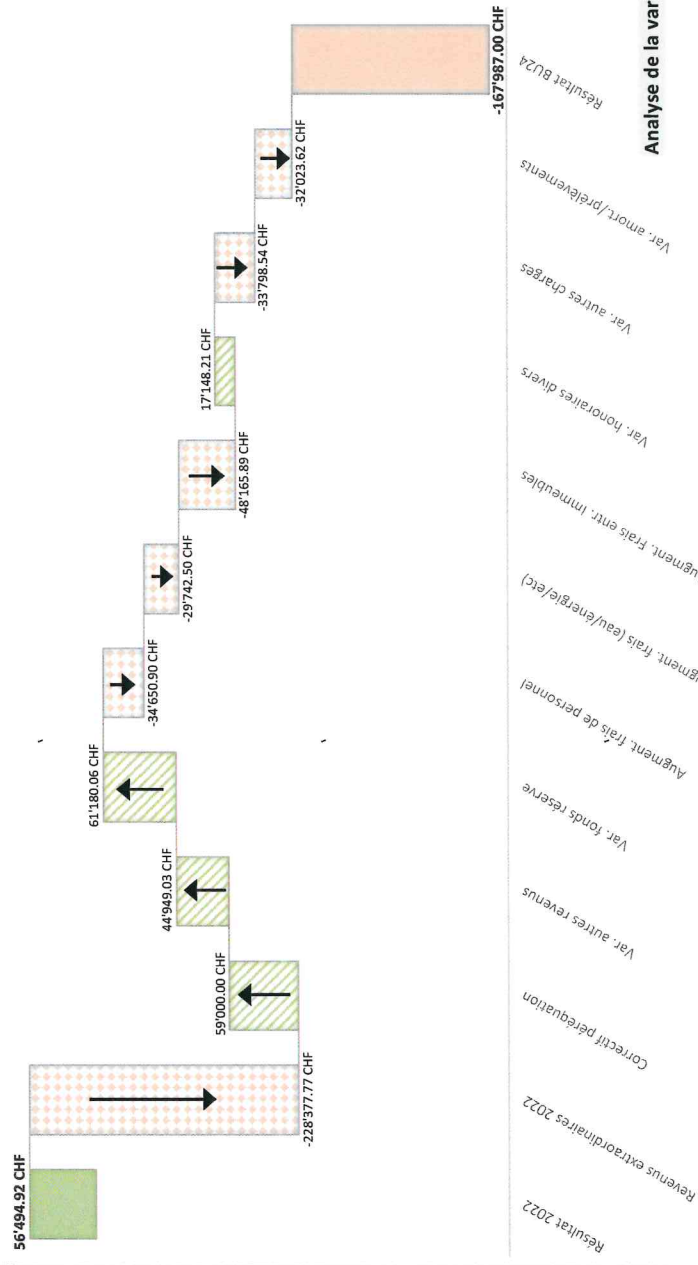 56'494.92 CHF
-228'377.77 CHF
59'000.00 CHF
44'949.03 CHF
61'180.06 CHF
-34'650.90 CHF
-29'742.50 CHF
-48'165.89 CHF
17'148.21 CHF
-33'798.54 CHF
-32'023.62 CHF
-167'987.00 CHF
Résultat 2022
Revenus extraordinaires 2022
Correctif péréquation
Var. autres revenus
Var. fonds réserve
Augment. frais de personnel
frais (eau/énergie/etc)
Frais entr. Immeubles
Var. honoraires divers
Var. autres charges
Var. amort./prélèvements
Résultat BU24
Analyse de la var